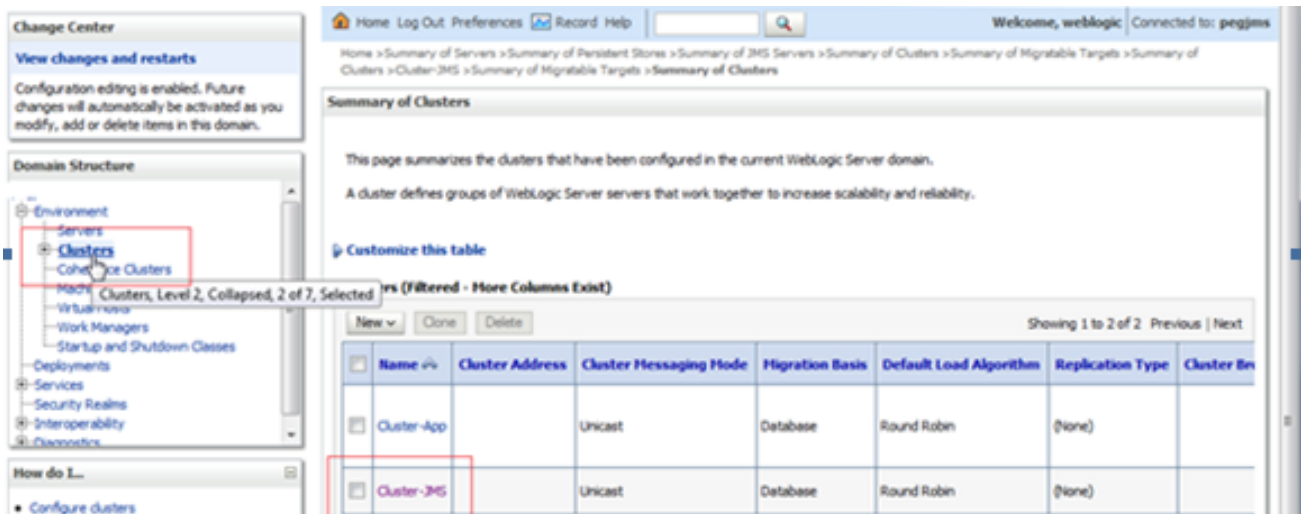 Change Center
View changes and restarts
Configuration editing is enabled. Future
changes will automatically be activated as you
modify, add or delete items in this domain.
Domain Structure
Environment
Servers
Clusters
Coherence Clusters
Clusters, Level 2, Collapsed, 2 of 7, Selected
Virtual Hosts
Work Managers
Startup and Shutdown Classes
Deployments
Services
Security Realms
Interoperability
Diagnostics
How do I...
Configure clusters
Home Log Out Preferences Record Help
Welcome, weblogic Connected to: pegjms
Home >Summary of Servers >Summary of Persistent Stores >Summary of JMS Servers >Summary of Clusters >Summary of Migratable Targets >Summary of
Clusters >Cluster-JMS >Summary of Migratable Targets >Summary of Clusters
Summary of Clusters
This page summarizes the clusters that have been configured in the current WebLogic Server domain.
A cluster defines groups of WebLogic Server servers that work together to increase scalability and reliability.
Customize this table
(Filtered - More Columns Exist)
New Clone Delete Showing 1 to 2 of 2 Previous | Next
Name Cluster Address Cluster Messaging Mode Migration Basis Default Load Algorithm Replication Type Cluster
Cluster-App Unicast Database Round Robin (None)
Cluster-JMS Unicast Database Round Robin (None)